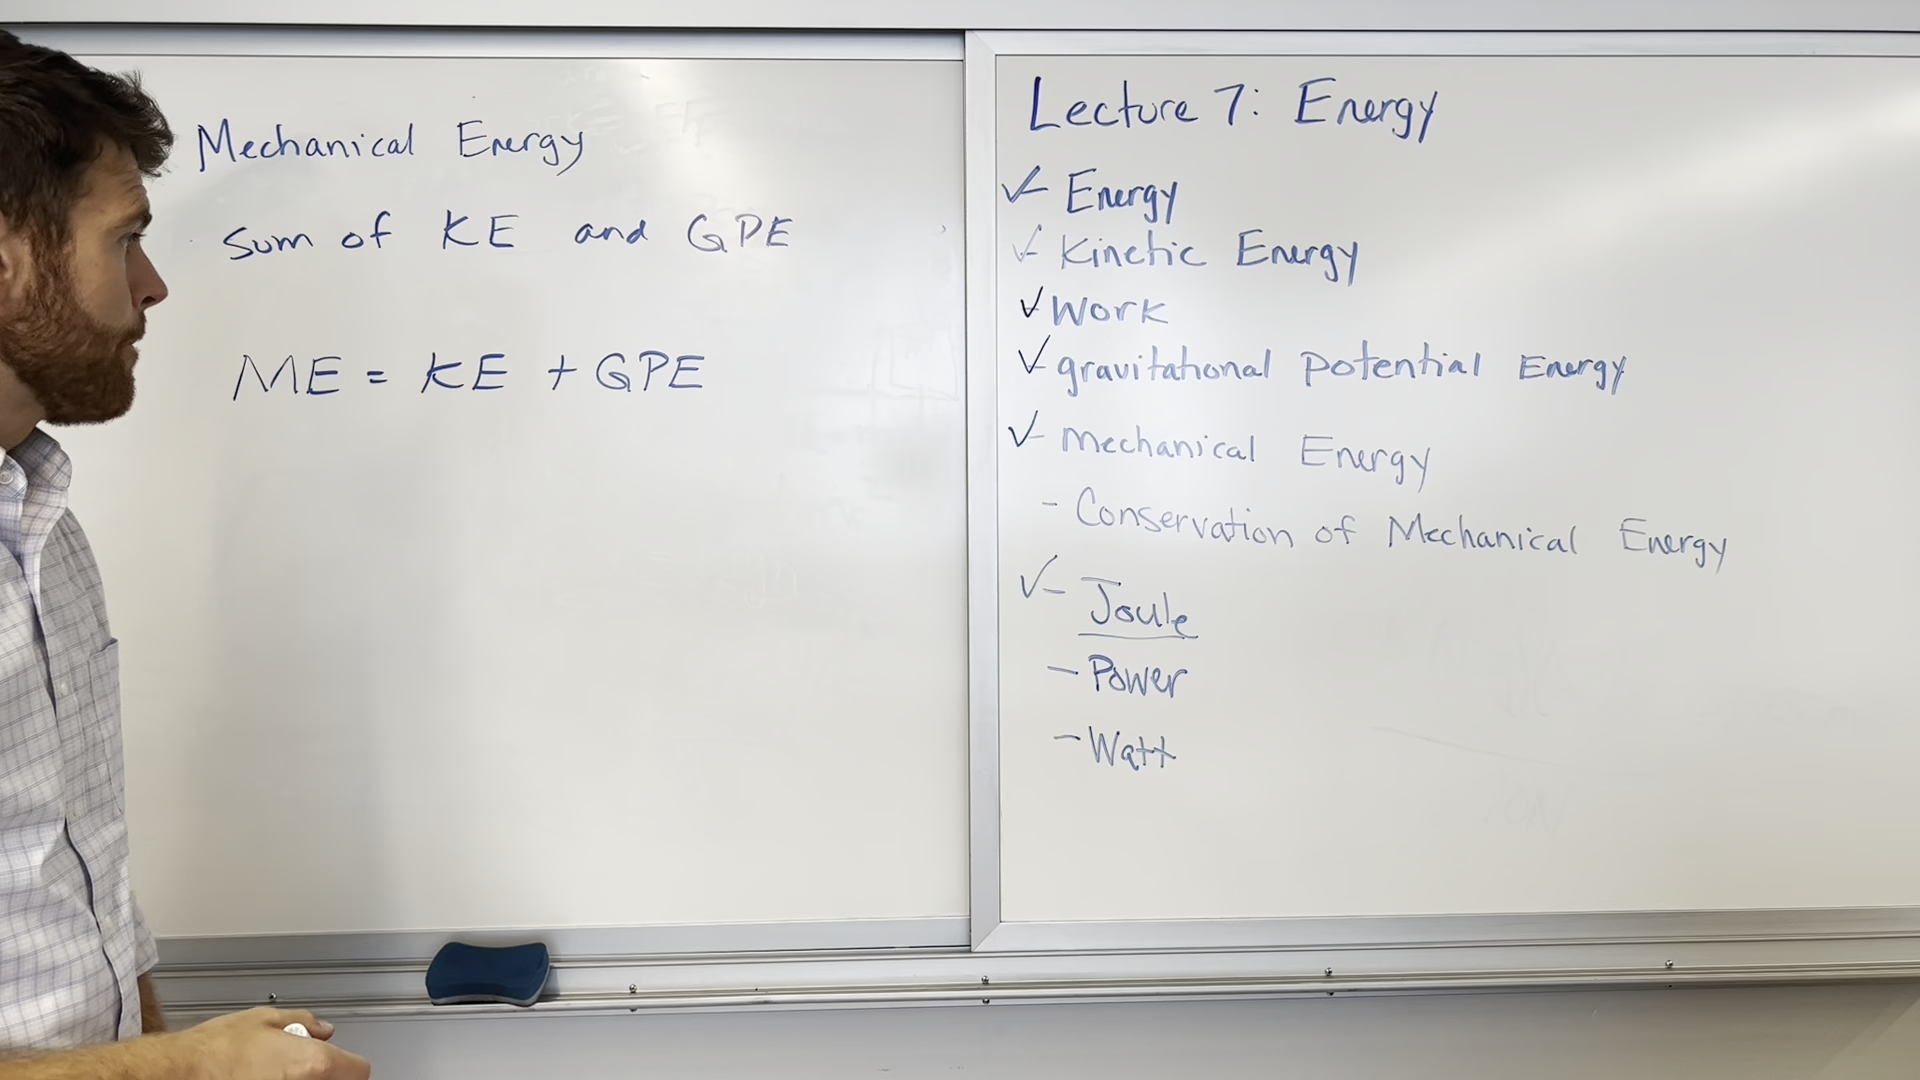 Mechanical Energy
sum of KE and GPE
ME = KE + GPE
Lecture 7: Energy
✓- Energy
✓- Kinetic Energy
✓- Work
✓- gravitational Potential Energy
✓- Mechanical Energy
- Conservation of Mechanical Energy
✓- Joule
- Power
- Watt